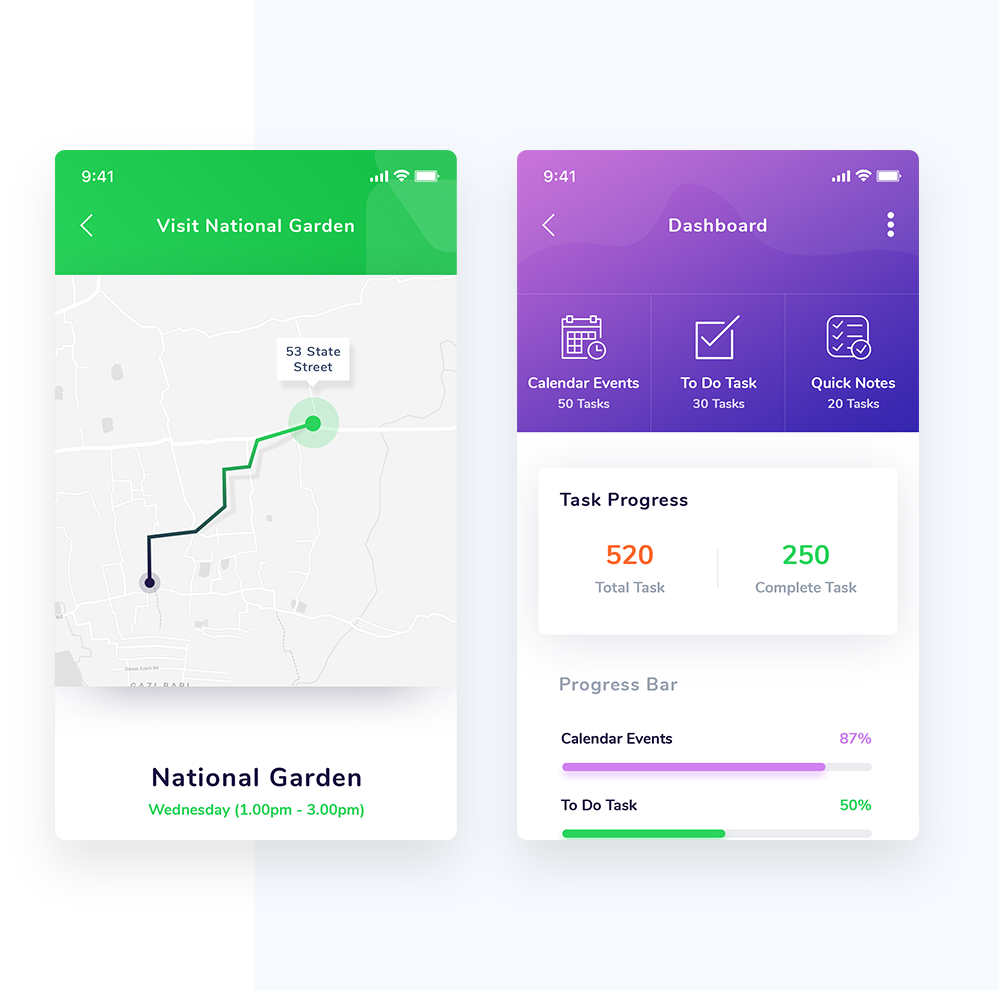 9:41
Visit National Garden
53 State
Street
Rd
GAZI BARI
National Garden
Wednesday (1.00pm - 3.00pm)
9:41
Dashboard
Calendar Events
50 Tasks
To Do Task
30 Tasks
Quick Notes
20 Tasks
Task Progress
520
Total Task
250
Complete Task
Progress Bar
Calendar Events
87%
To Do Task
50%